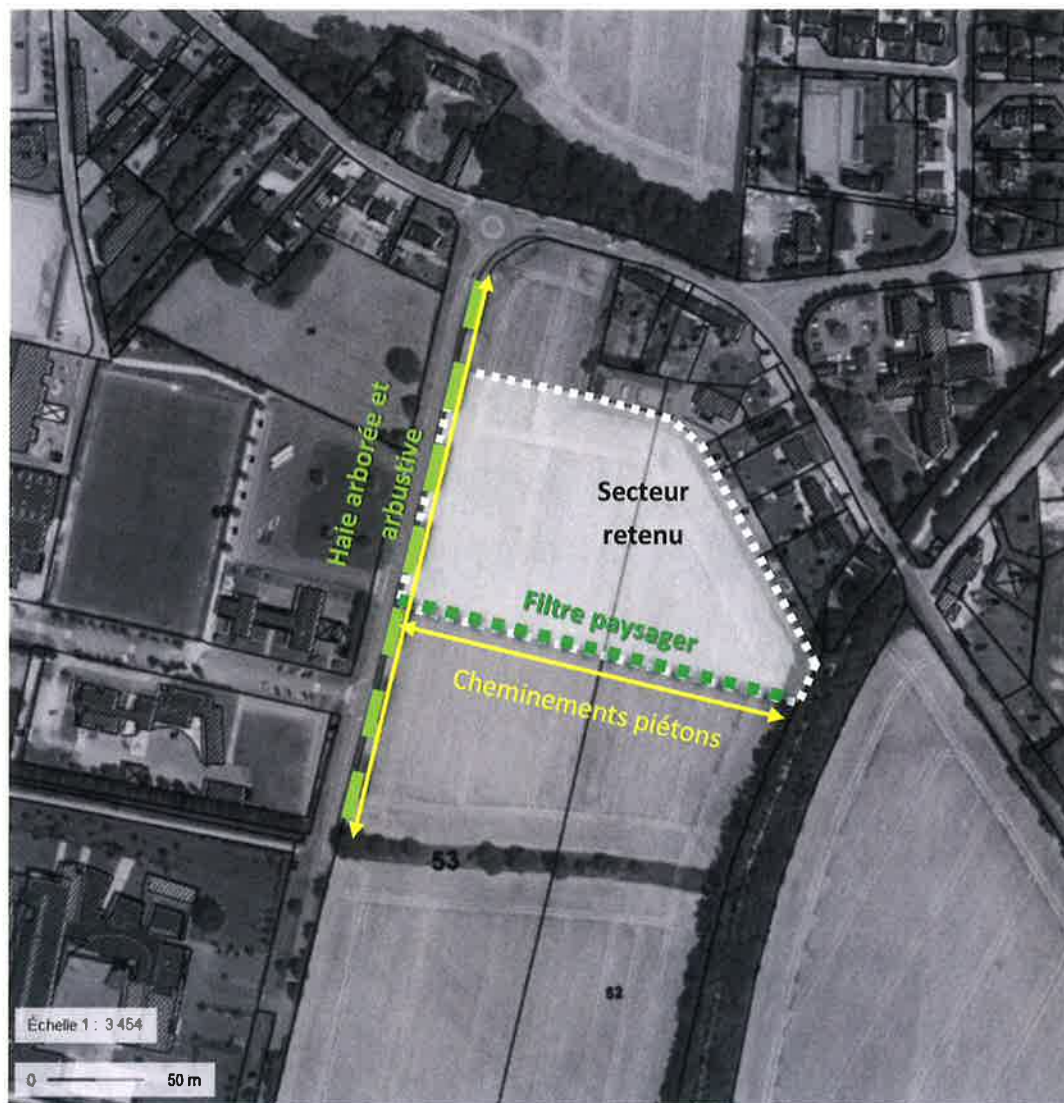 Haie arborée et
arbustive
Secteur
retenu
Filtre paysager
Cheminements piétons
53
52
Échelle 1 : 3 454
0 50 m